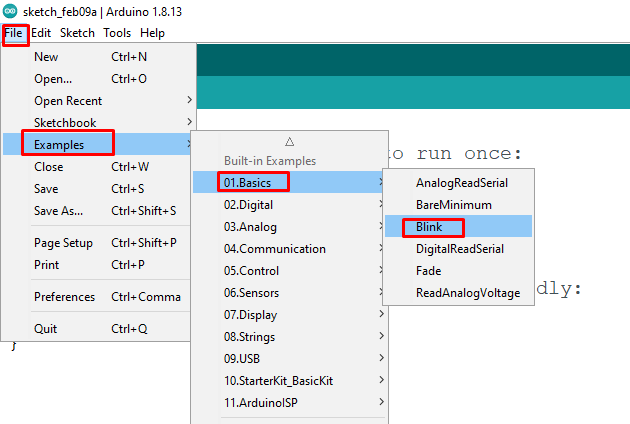 sketch_feb09a | Arduino 1.8.13
File Edit Sketch Tools Help
New Ctrl+N
Open... Ctrl+O
Open Recent
Sketchbook
Examples
Close Ctrl+W
Save Ctrl+S
Save As... Ctrl+Shift+S
Page Setup Ctrl+Shift+P
Print Ctrl+P
Preferences Ctrl+Comma
Quit Ctrl+Q
Built-in Examples
01.Basics
02.Digital
03.Analog
04.Communication
05.Control
06.Sensors
07.Display
08.Strings
09.USB
10.StarterKit_BasicKit
11.ArduinoISP
AnalogReadSerial
BareMinimum
Blink
DigitalReadSerial
Fade
ReadAnalogVoltage
to run once:
dly:
}